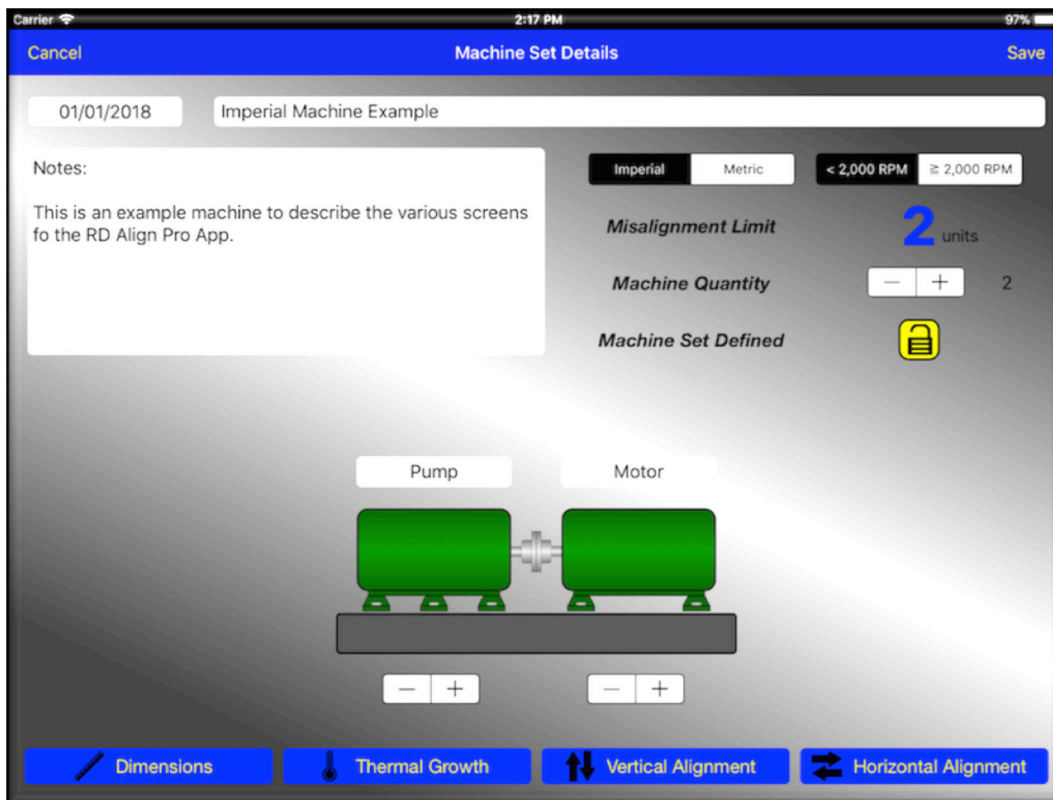 Carrier 2:17 PM 97%
Cancel Machine Set Details Save
01/01/2018 Imperial Machine Example
Notes:
Imperial Metric < 2,000 RPM ≧ 2,000 RPM
This is an example machine to describe the various screens
fo the RD Align Pro App.
Misalignment Limit 2 units
Machine Quantity − + 2
Machine Set Defined
Pump Motor
− + − +
Dimensions Thermal Growth Vertical Alignment Horizontal Alignment